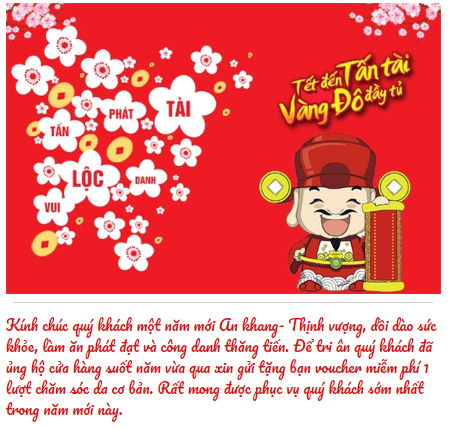 Tết đến Tấn tài
Vàng Đô đầy tủ
TÀI
PHÁT
TẤN
LỘC
DANH
VUI
Kính chúc quý khách một năm mới An khang- Thịnh vượng, dồi dào sức
khỏe, làm ăn phát đạt và công danh thăng tiến. Để tri ân quý khách đã
ủng hộ cửa hàng suốt năm vừa qua xin gửi tặng bạn voucher miễm phí 1
lượt chăm sóc da cơ bản. Rất mong được phục vụ quý khách sớm nhất
trong năm mới này.